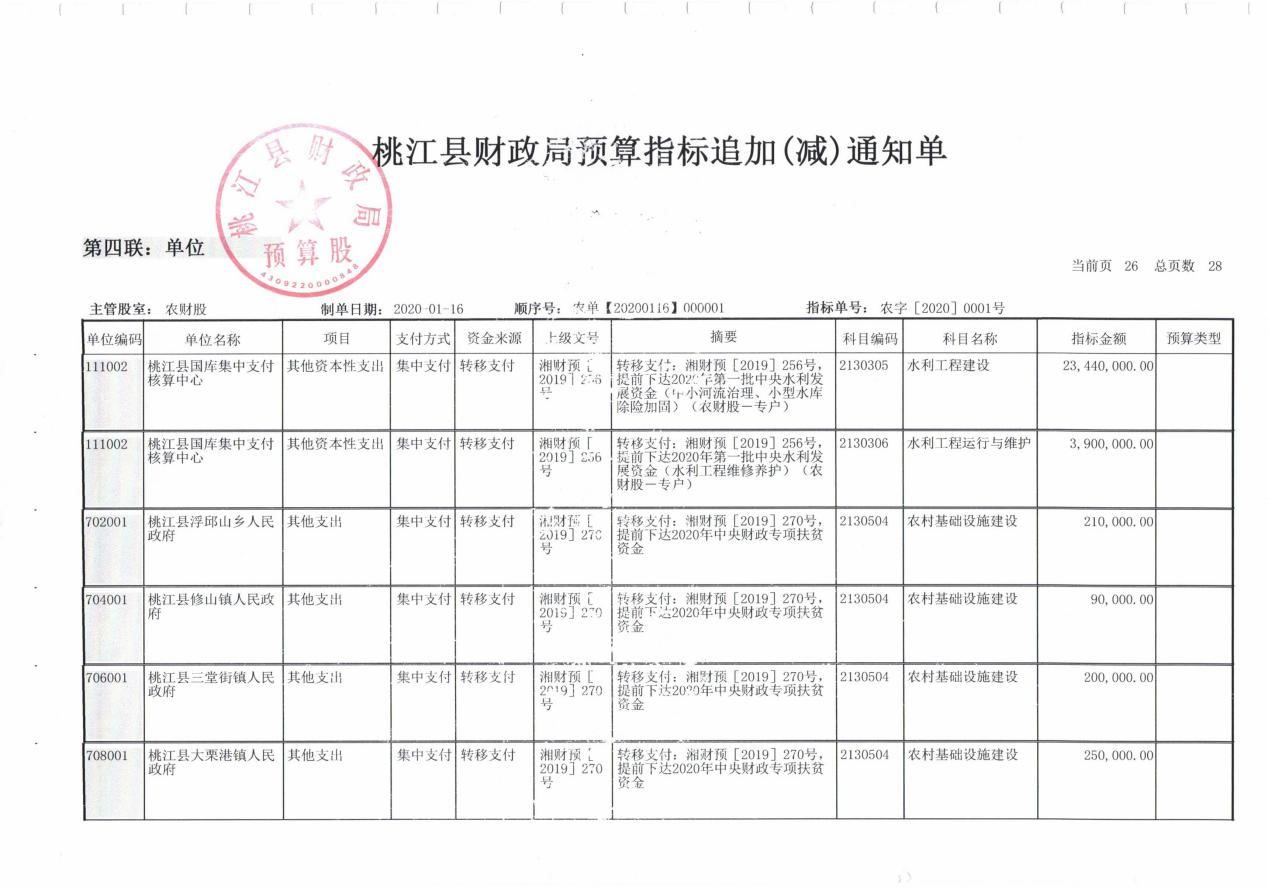 桃江县财政局预算指标追加(减)通知单
桃江县财政局
预算股
4309220000848
第四联：单位
当前页 26 总页数 28
主管股室： 农财股 制单日期： 2020-01-16 顺序号： 农单【20200116】000001 指标单号： 农字［2020］0001号
单位编码 单位名称 项目 支付方式 资金来源 上级文号 摘要 科目编码 科目名称 指标金额 预算类型
111002 桃江县国库集中支付 其他资本性支出 集中支付 转移支付 湘财预［ 转移支付：湘财预［2019］256号， 2130305 水利工程建设 23,440,000.00
核算中心 2019］256 提前下达2020年第一批中央水利发
号 展资金（中小河流治理、小型水库
除险加固）（农财股－专户）
111002 桃江县国库集中支付 其他资本性支出 集中支付 转移支付 湘财预［ 转移支付：湘财预［2019］256号， 2130306 水利工程运行与维护 3,900,000.00
核算中心 2019］256 提前下达2020年第一批中央水利发
号 展资金（水利工程维修养护）（农
财股－专户）
702001 桃江县浮邱山乡人民 其他支出 集中支付 转移支付 湘财预［ 转移支付：湘财预［2019］270号， 2130504 农村基础设施建设 210,000.00
政府 2019］270 提前下达2020年中央财政专项扶贫
号 资金
704001 桃江县修山镇人民政 其他支出 集中支付 转移支付 湘财预［ 转移支付：湘财预［2019］270号， 2130504 农村基础设施建设 90,000.00
府 2019］270 提前下达2020年中央财政专项扶贫
号 资金
706001 桃江县三堂街镇人民 其他支出 集中支付 转移支付 湘财预［ 转移支付：湘财预［2019］270号， 2130504 农村基础设施建设 200,000.00
政府 2019］270 提前下达2020年中央财政专项扶贫
号 资金
708001 桃江县大栗港镇人民 其他支出 集中支付 转移支付 湘财预［ 转移支付：湘财预［2019］270号， 2130504 农村基础设施建设 250,000.00
政府 2019］270 提前下达2020年中央财政专项扶贫
号 资金